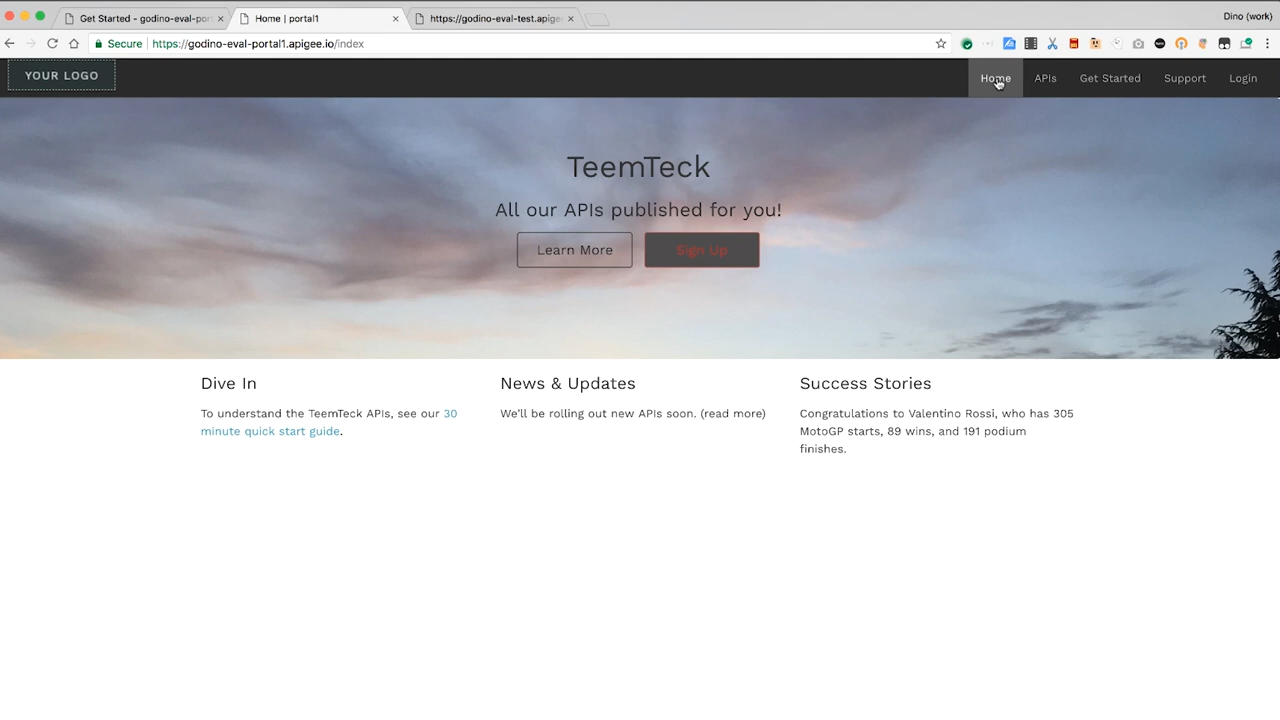 Get Started - godino-eval-por
Home | portal1
https://godino-eval-test.apige
Dino (work)
Secure
https://godino-eval-portal1.apigee.io/index
YOUR LOGO
Home
APIs
Get Started
Support
Login
TeemTeck
All our APIs published for you!
Learn More
Sign Up
Dive In
To understand the TeemTeck APIs, see our 30
minute quick start guide.
News & Updates
We'll be rolling out new APIs soon. (read more)
Success Stories
Congratulations to Valentino Rossi, who has 305
MotoGP starts, 89 wins, and 191 podium
finishes.